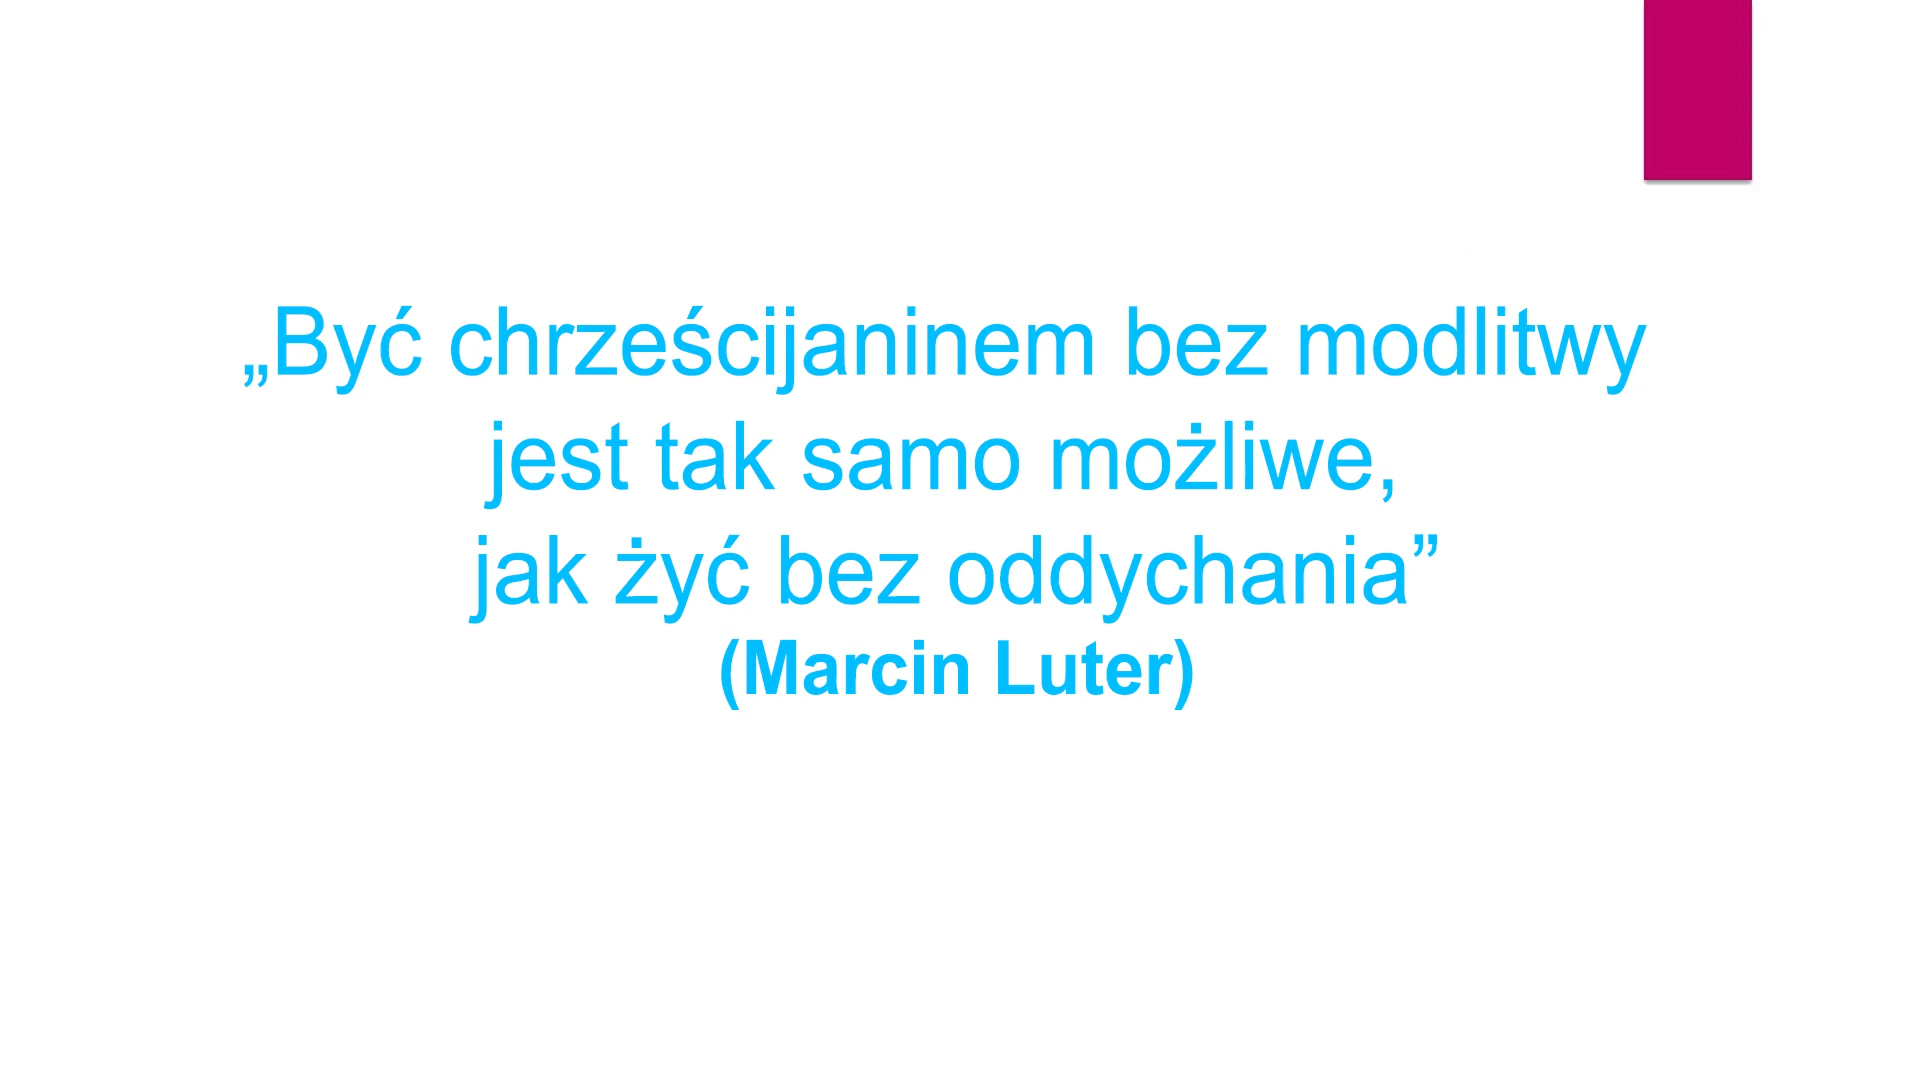 „Być chrześcijaninem bez modlitwy
jest tak samo możliwe,
jak żyć bez oddychania”
(Marcin Luter)